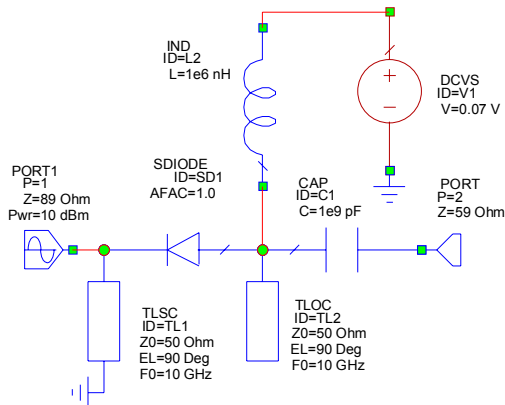 IND
ID=L2
L=1e6 nH
DCVS
ID=V1
V=0.07 V
+
−
PORT1
P=1
Z=89 Ohm
Pwr=10 dBm
SDIODE
ID=SD1
AFAC=1.0
CAP
ID=C1
C=1e9 pF
PORT
P=2
Z=59 Ohm
TLSC
ID=TL1
Z0=50 Ohm
EL=90 Deg
F0=10 GHz
TLOC
ID=TL2
Z0=50 Ohm
EL=90 Deg
F0=10 GHz